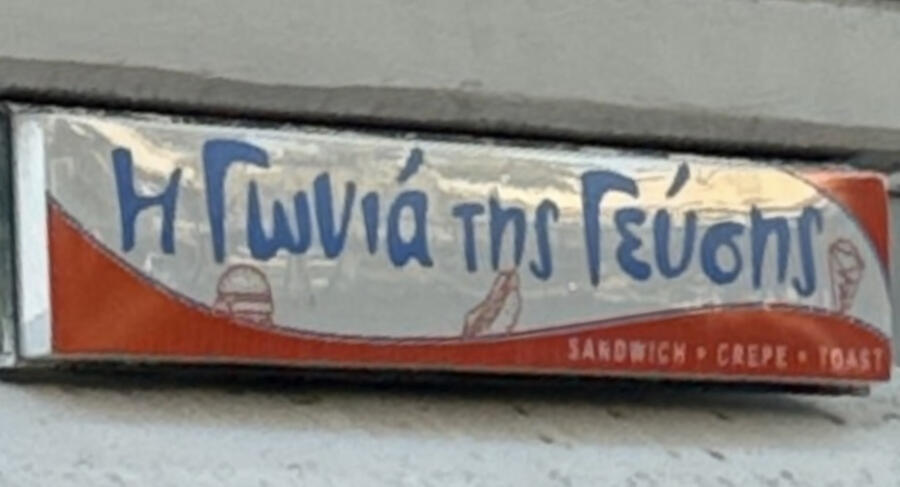 Η Γωνιά της Γεύσης
SANDWICH • CREPE • TOAST